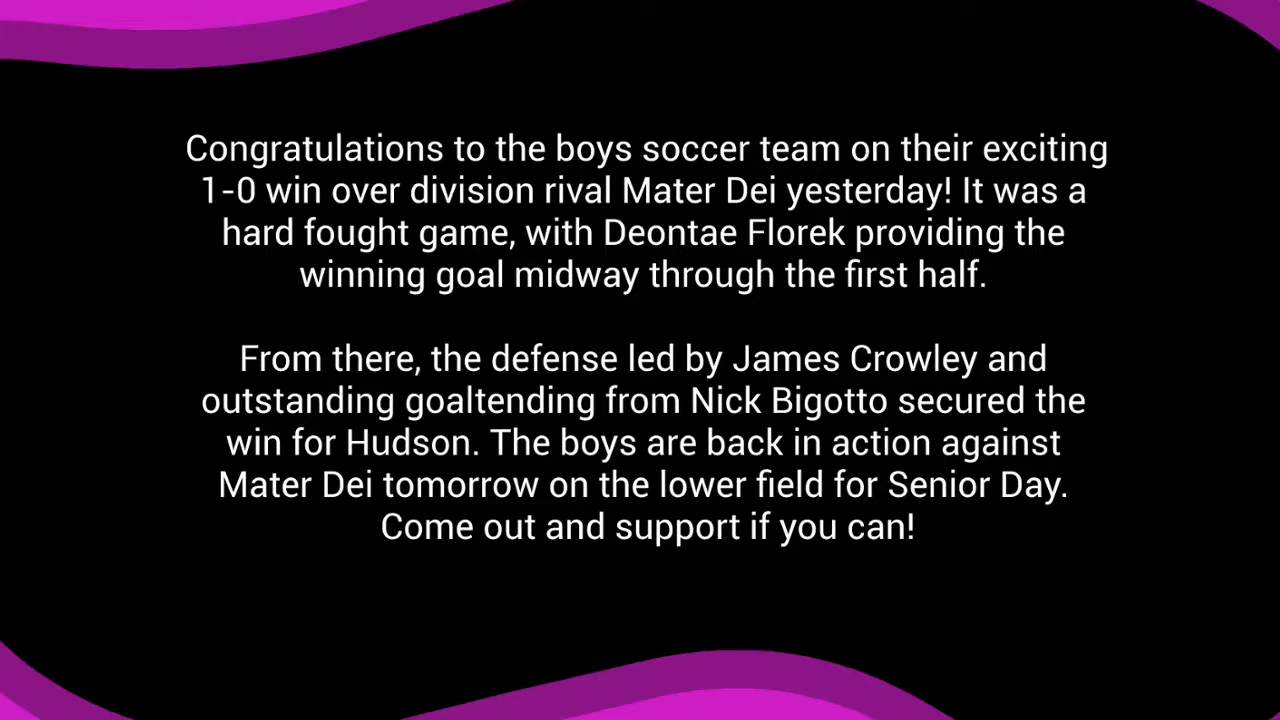 Congratulations to the boys soccer team on their exciting
1-0 win over division rival Mater Dei yesterday! It was a
hard fought game, with Deontae Florek providing the
winning goal midway through the first half.
From there, the defense led by James Crowley and
outstanding goaltending from Nick Bigotto secured the
win for Hudson. The boys are back in action against
Mater Dei tomorrow on the lower field for Senior Day.
Come out and support if you can!